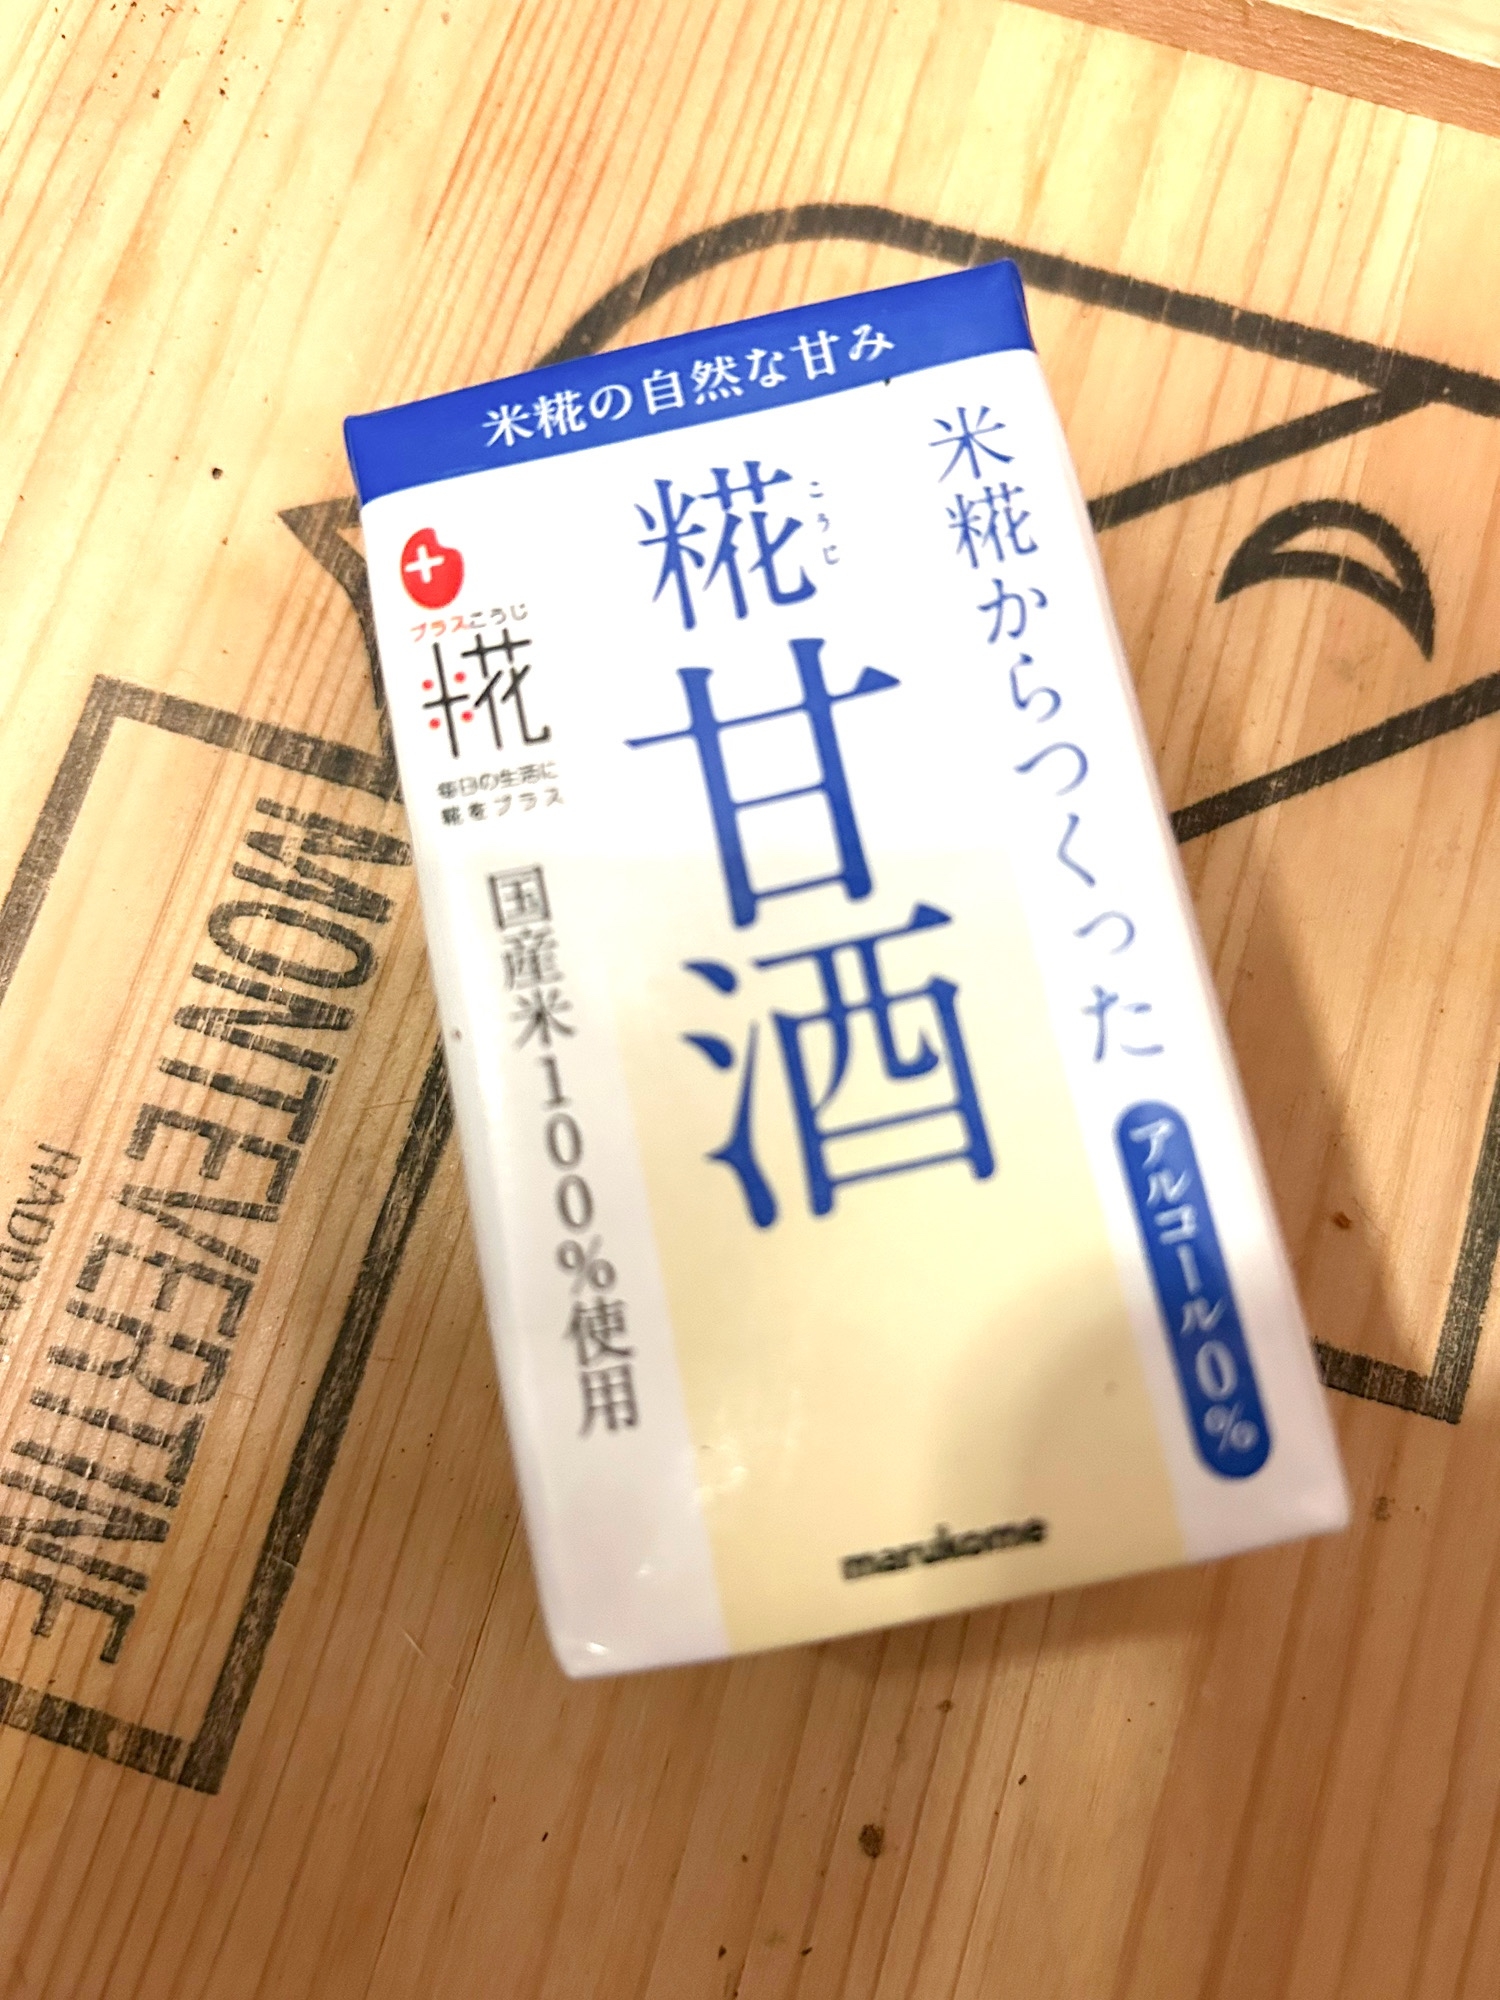 米糀の自然な甘み
米糀からつくった
アルコール0%
こうじ
糀
甘酒
プラスこうじ
糀
毎日の生活に
糀をプラス
国産米100%使用
marukome
MONTEVERTINE
RADDA